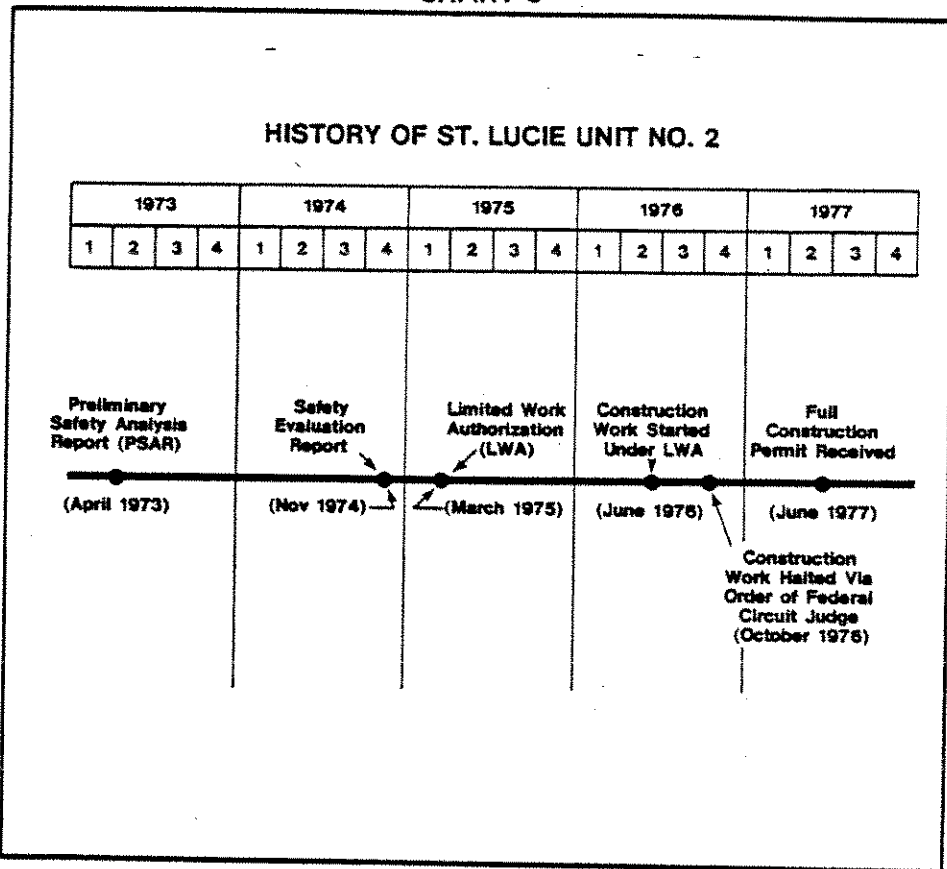 HISTORY OF ST. LUCIE UNIT NO. 2
1973 1974 1975 1976 1977
1 2 3 4 1 2 3 4 1 2 3 4 1 2 3 4 1 2 3 4
Preliminary
Safety Analysis
Report (PSAR)
(April 1973)
Safety
Evaluation
Report
(Nov 1974)
Limited Work
Authorization
(LWA)
(March 1975)
Construction
Work Started
Under LWA
(June 1976)
Construction
Work Halted Via
Order of Federal
Circuit Judge
(October 1976)
Full
Construction
Permit Received
(June 1977)